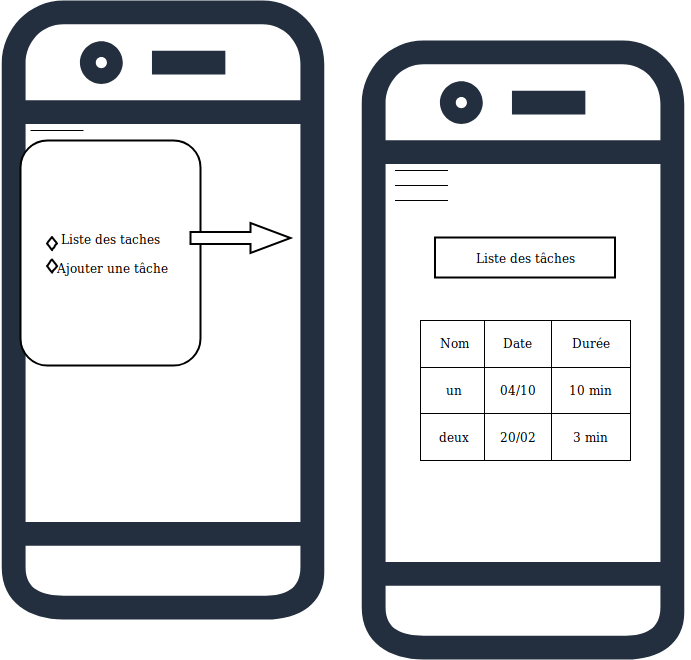 Liste des taches
Ajouter une tâche
Liste des tâches
Nom Date Durée
un 04/10 10 min
deux 20/02 3 min